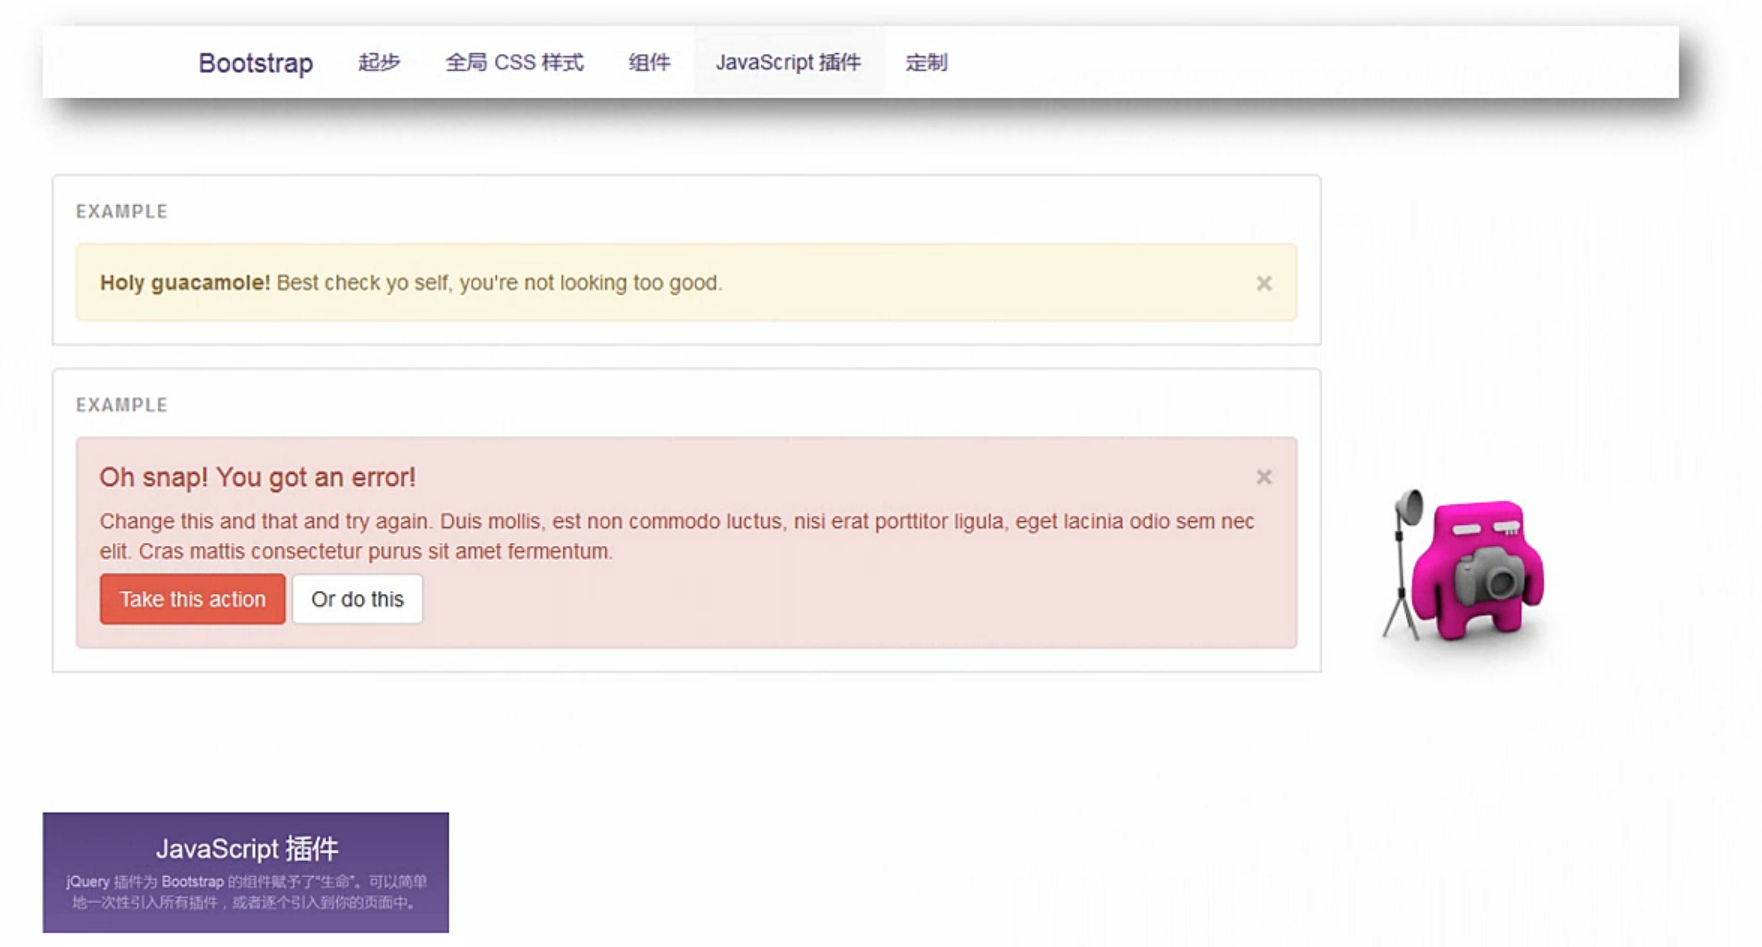 Bootstrap 起步 全局 CSS 样式 组件 JavaScript 插件 定制
EXAMPLE
Holy guacamole! Best check yo self, you're not looking too good. ×
EXAMPLE
Oh snap! You got an error! ×
Change this and that and try again. Duis mollis, est non commodo luctus, nisi erat porttitor ligula, eget lacinia odio sem nec
elit. Cras mattis consectetur purus sit amet fermentum.
Take this action Or do this
JavaScript 插件
jQuery 插件为 Bootstrap 的组件赋予了“生命”。可以简单
地一次性引入所有插件，或者逐个引入到你的页面中。